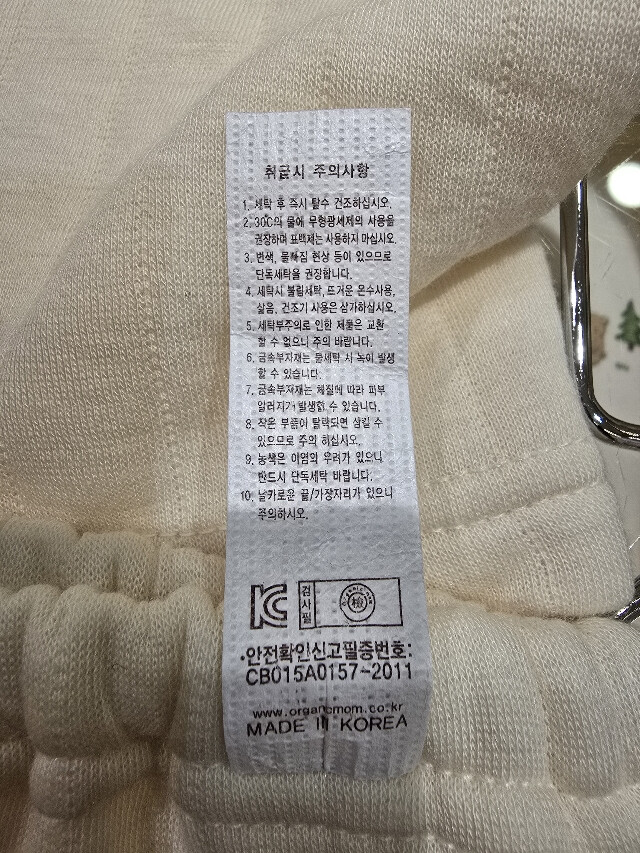 취급시 주의사항
1. 세탁 후 즉시 탈수 건조하십시오.
2. 30C의 물에 무형광세제의 사용을
권장하며 표백제는 사용하지 마십시오.
3. 변색, 물빠짐 현상 등이 있으므로
단독세탁을 권장합니다.
4. 세탁시 불림세탁, 뜨거운 온수사용,
삶음, 건조기 사용은 삼가하십시오.
5. 세탁부주의로 인한 제품은 교환
할 수 없으니 주의 바랍니다.
6. 금속부자재는 물세탁 시 녹이 발생
할 수 있습니다.
7. 금속부자재는 체질에 따라 피부
알러지가 발생할 수 있습니다.
8. 작은 부품이 탈락되면 삼킬 수
있으므로 주의 하십시오.
9. 농색은 이염의 우려가 있으니
반드시 단독세탁 바랍니다.
10. 날카로운 끝/가장자리가 있으니
주의하시오.
검사필
檢
·안전확인신고필증번호:
CB015A0157-2011
www.organicmom.co.kr
MADE IN KOREA